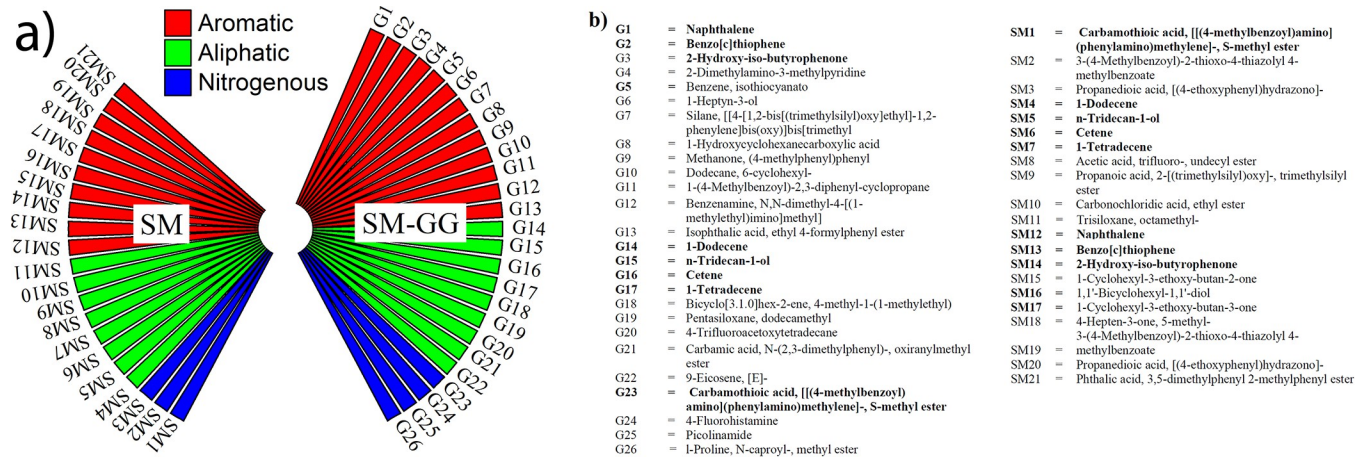 a)
Aromatic
Aliphatic
Nitrogenous
SM
SM-GG
SM21
SM20
SM19
SM18
SM17
SM16
SM15
SM14
SM13
SM12
SM11
SM10
SM9
SM8
SM7
SM6
SM5
SM4
SM3
SM2
SM1
G1
G2
G3
G4
G5
G6
G7
G8
G9
G10
G11
G12
G13
G14
G15
G16
G17
G18
G19
G20
G21
G22
G23
G24
G25
G26
b)
G1 = Naphthalene
G2 = Benzo[c]thiophene
G3 = 2-Hydroxy-iso-butyrophenone
G4 = 2-Dimethylamino-3-methylpyridine
G5 = Benzene, isothiocyanato
G6 = 1-Heptyn-3-ol
G7 = Silane, [[4-[1,2-bis[(trimethylsilyl)oxy]ethyl]-1,2-
phenylene]bis(oxy)]bis[trimethyl
G8 = 1-Hydroxycyclohexanecarboxylic acid
G9 = Methanone, (4-methylphenyl)phenyl
G10 = Dodecane, 6-cyclohexyl-
G11 = 1-(4-Methylbenzoyl)-2,3-diphenyl-cyclopropane
G12 = Benzenamine, N,N-dimethyl-4-[(1-
methylethyl)imino]methyl]
G13 = Isophthalic acid, ethyl 4-formylphenyl ester
G14 = 1-Dodecene
G15 = n-Tridecan-1-ol
G16 = Cetene
G17 = 1-Tetradecene
G18 = Bicyclo[3.1.0]hex-2-ene, 4-methyl-1-(1-methylethyl)
G19 = Pentasiloxane, dodecamethyl
G20 = 4-Trifluoroacetoxytetradecane
G21 = Carbamic acid, N-(2,3-dimethylphenyl)-, oxiranylmethyl
ester
G22 = 9-Eicosene, [E]-
G23 = Carbamothioic acid, [[(4-methylbenzoyl)
amino](phenylamino)methylene]-, S-methyl ester
G24 = 4-Fluorohistamine
G25 = Picolinamide
G26 = l-Proline, N-caproyl-, methyl ester
SM1 = Carbamothioic acid, [[(4-methylbenzoyl)amino]
(phenylamino)methylene]-, S-methyl ester
SM2 = 3-(4-Methylbenzoyl)-2-thioxo-4-thiazolyl 4-
methylbenzoate
SM3 = Propanedioic acid, [(4-ethoxyphenyl)hydrazono]-
SM4 = 1-Dodecene
SM5 = n-Tridecan-1-ol
SM6 = Cetene
SM7 = 1-Tetradecene
SM8 = Acetic acid, trifluoro-, undecyl ester
SM9 = Propanoic acid, 2-[(trimethylsilyl)oxy]-, trimethylsilyl
ester
SM10 = Carbonochloridic acid, ethyl ester
SM11 = Trisiloxane, octamethyl-
SM12 = Naphthalene
SM13 = Benzo[c]thiophene
SM14 = 2-Hydroxy-iso-butyrophenone
SM15 = 1-Cyclohexyl-3-ethoxy-butan-2-one
SM16 = 1,1'-Bicyclohexyl-1,1'-diol
SM17 = 1-Cyclohexyl-3-ethoxy-butan-3-one
SM18 = 4-Hepten-3-one, 5-methyl-
3-(4-Methylbenzoyl)-2-thioxo-4-thiazolyl 4-
SM19 = methylbenzoate
SM20 = Propanedioic acid, [(4-ethoxyphenyl)hydrazono]-
SM21 = Phthalic acid, 3,5-dimethylphenyl 2-methylphenyl ester